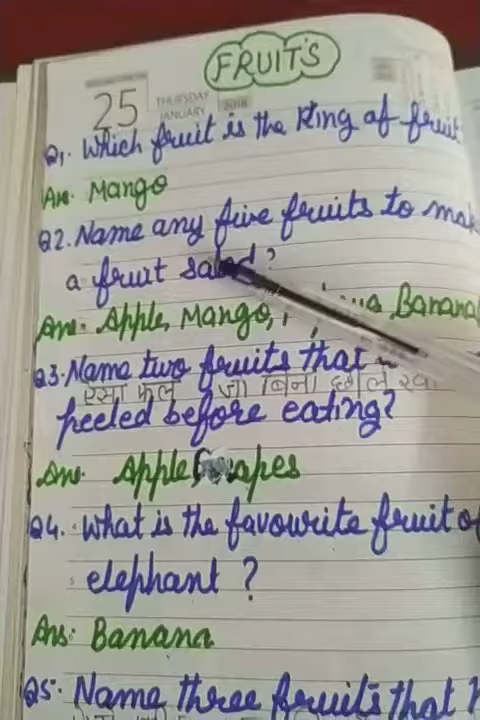 FRUITS
25 THURSDAY
JANUARY 2018
Q1. Which fruit is the King of fruit
Ans. Mango
Q2. Name any five fruits to mak
a fruit salad?
Ans. Apple, Mango, Banana
Q3. Name two fruits that
ऐसा फल जो बिना
peeled before eating?
Ans. Apple, Grapes
Q4. What is the favourite fruit of
elephant ?
Ans: Banana
Q5. Name three fruits that